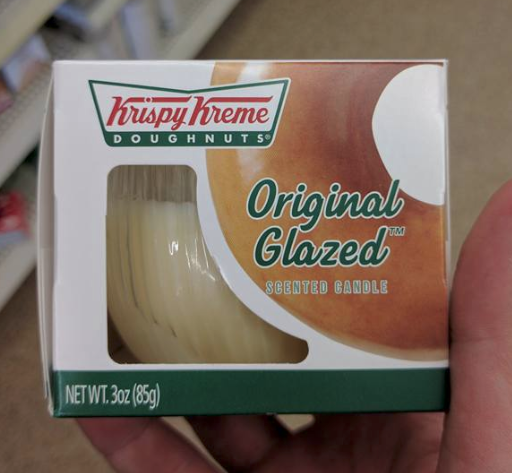 Krispy Kreme
DOUGHNUTS®
Original
Glazed™
SCENTED CANDLE
NET WT. 3oz (85g)